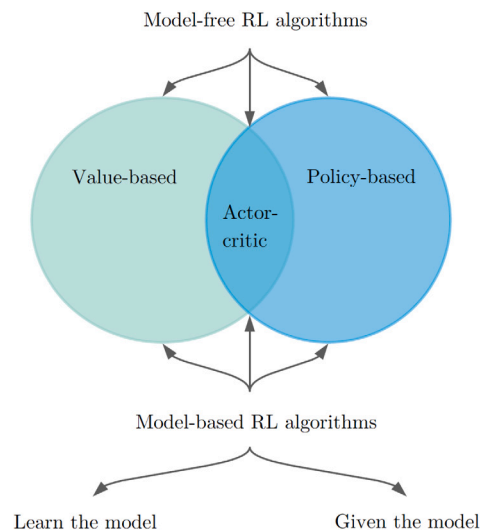 Model-free RL algorithms
Value-based
Policy-based
Actor-
critic
Model-based RL algorithms
Learn the model
Given the model